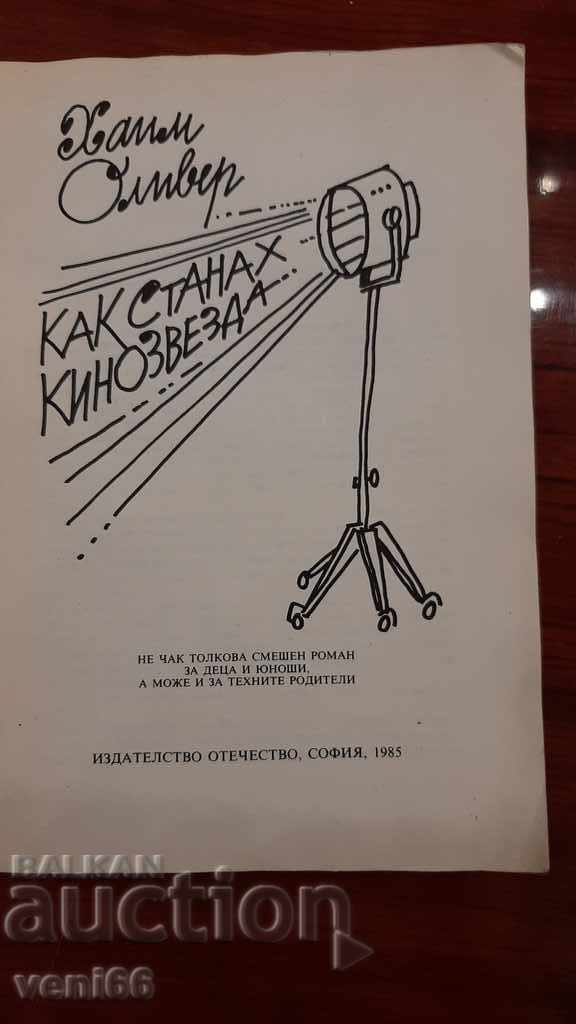 Хаим
Оливер
КАК СТАНАХ
КИНОЗВЕЗДА
НЕ ЧАК ТОЛКОВА СМЕШЕН РОМАН
ЗА ДЕЦА И ЮНОШИ,
А МОЖЕ И ЗА ТЕХНИТЕ РОДИТЕЛИ
ИЗДАТЕЛСТВО ОТЕЧЕСТВО, СОФИЯ, 1985
BALKAN
auction
veni66